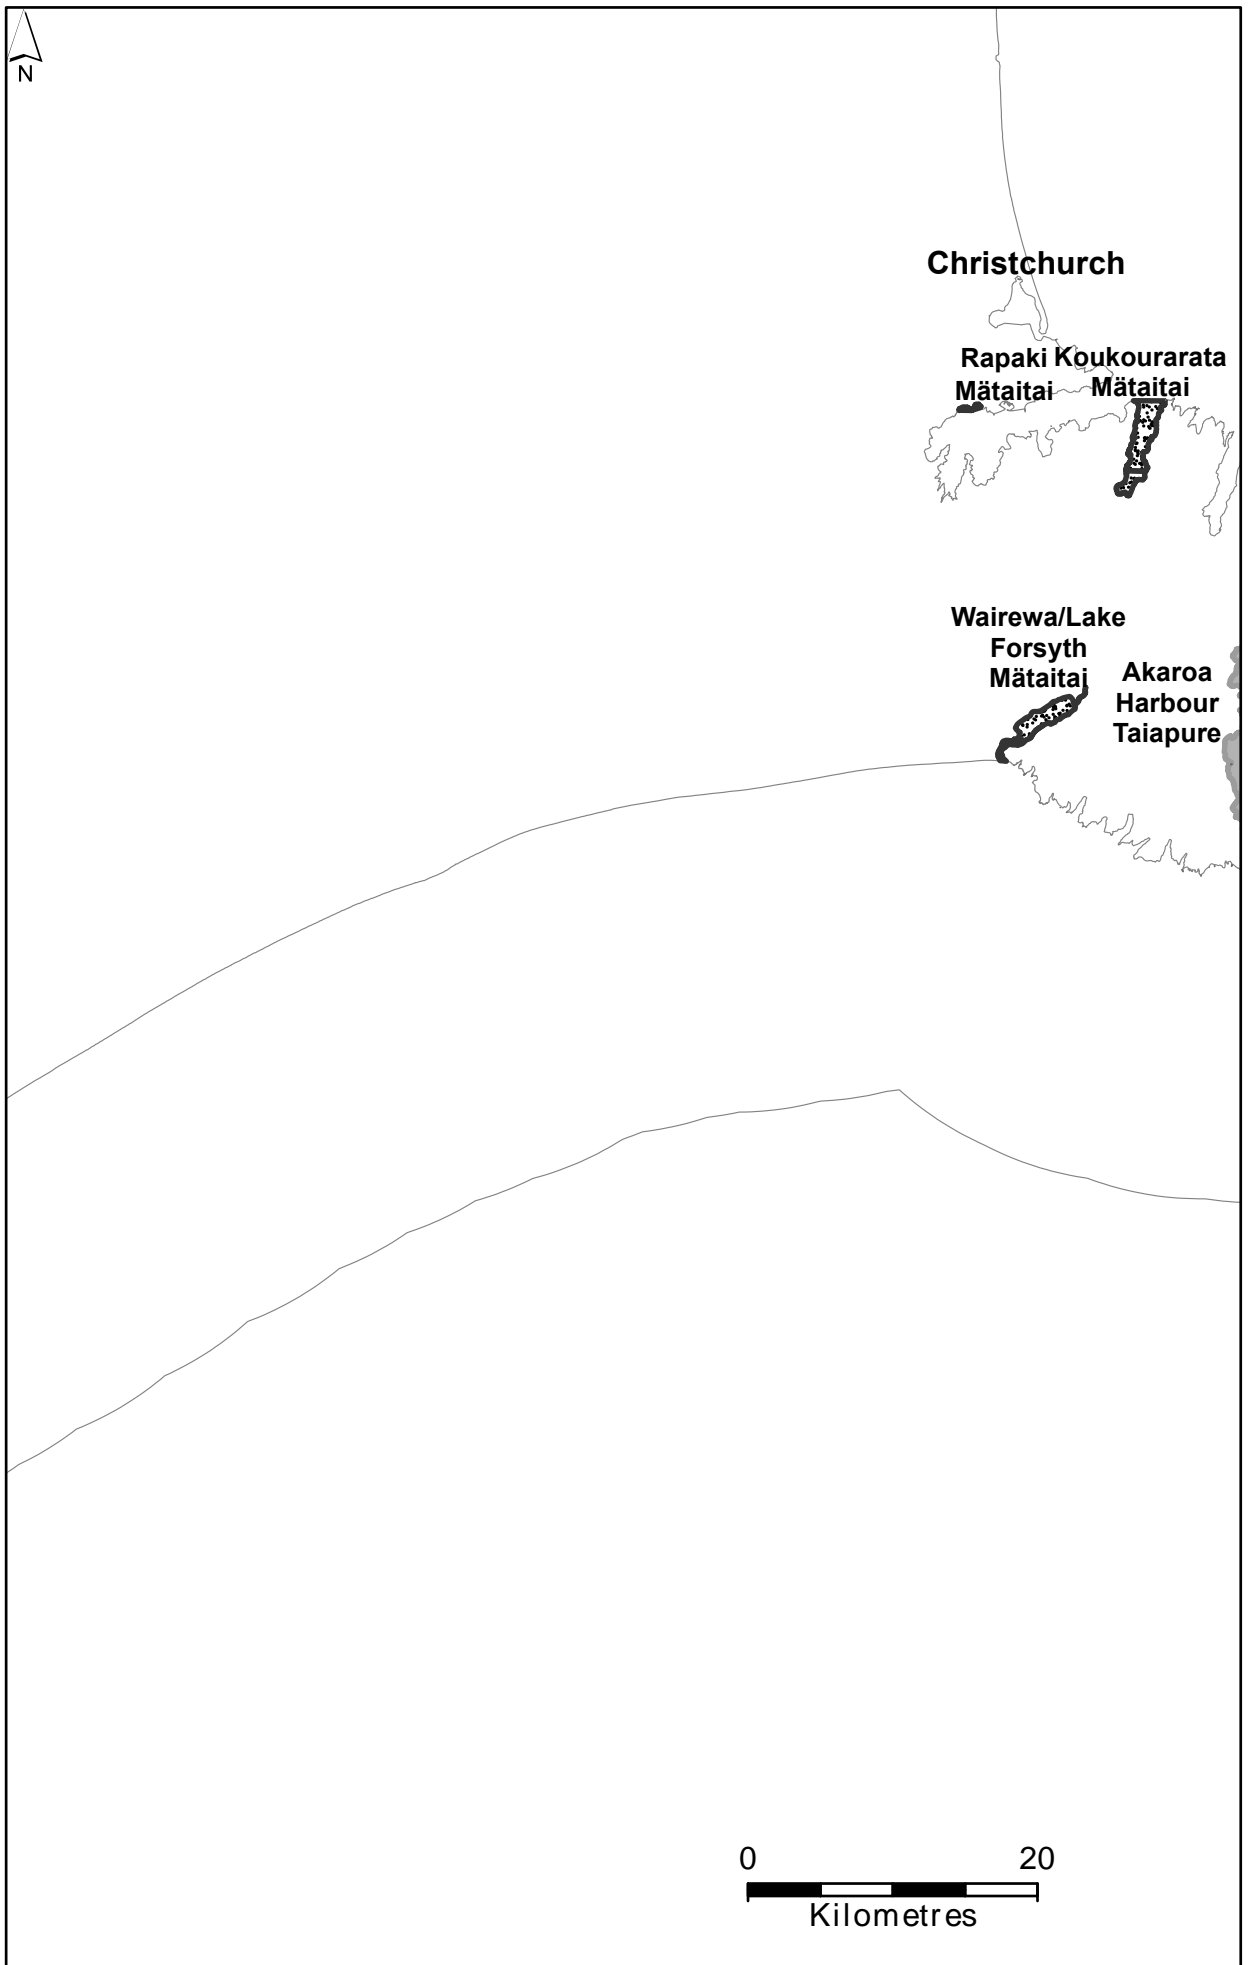 N
Christchurch
Rapaki
Mätaitai
Koukourarata
Mätaitai
Wairewa/Lake
Forsyth
Mätaitai
Akaroa
Harbour
Taiapure
0 20
Kilometres